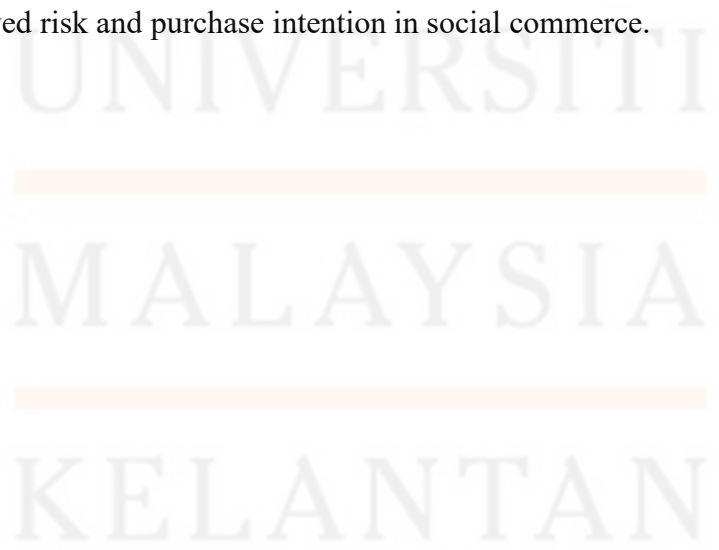 ed risk and purchase intention in social commerce.
UNIVERSITI
MALAYSIA
KELANTAN